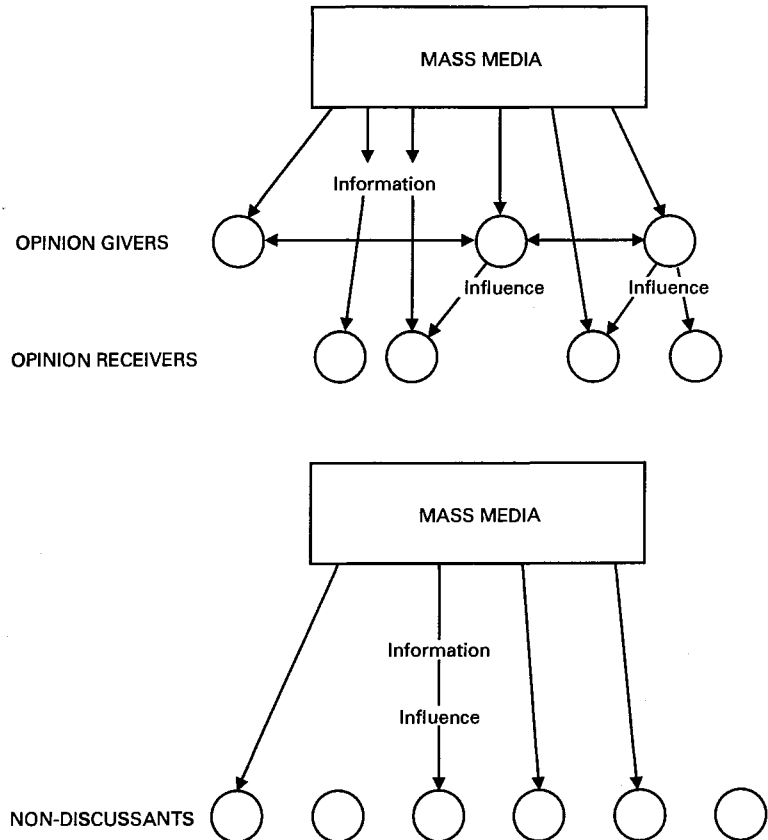 MASS MEDIA
Information
OPINION GIVERS
Influence
Influence
OPINION RECEIVERS
MASS MEDIA
Information
Influence
NON-DISCUSSANTS